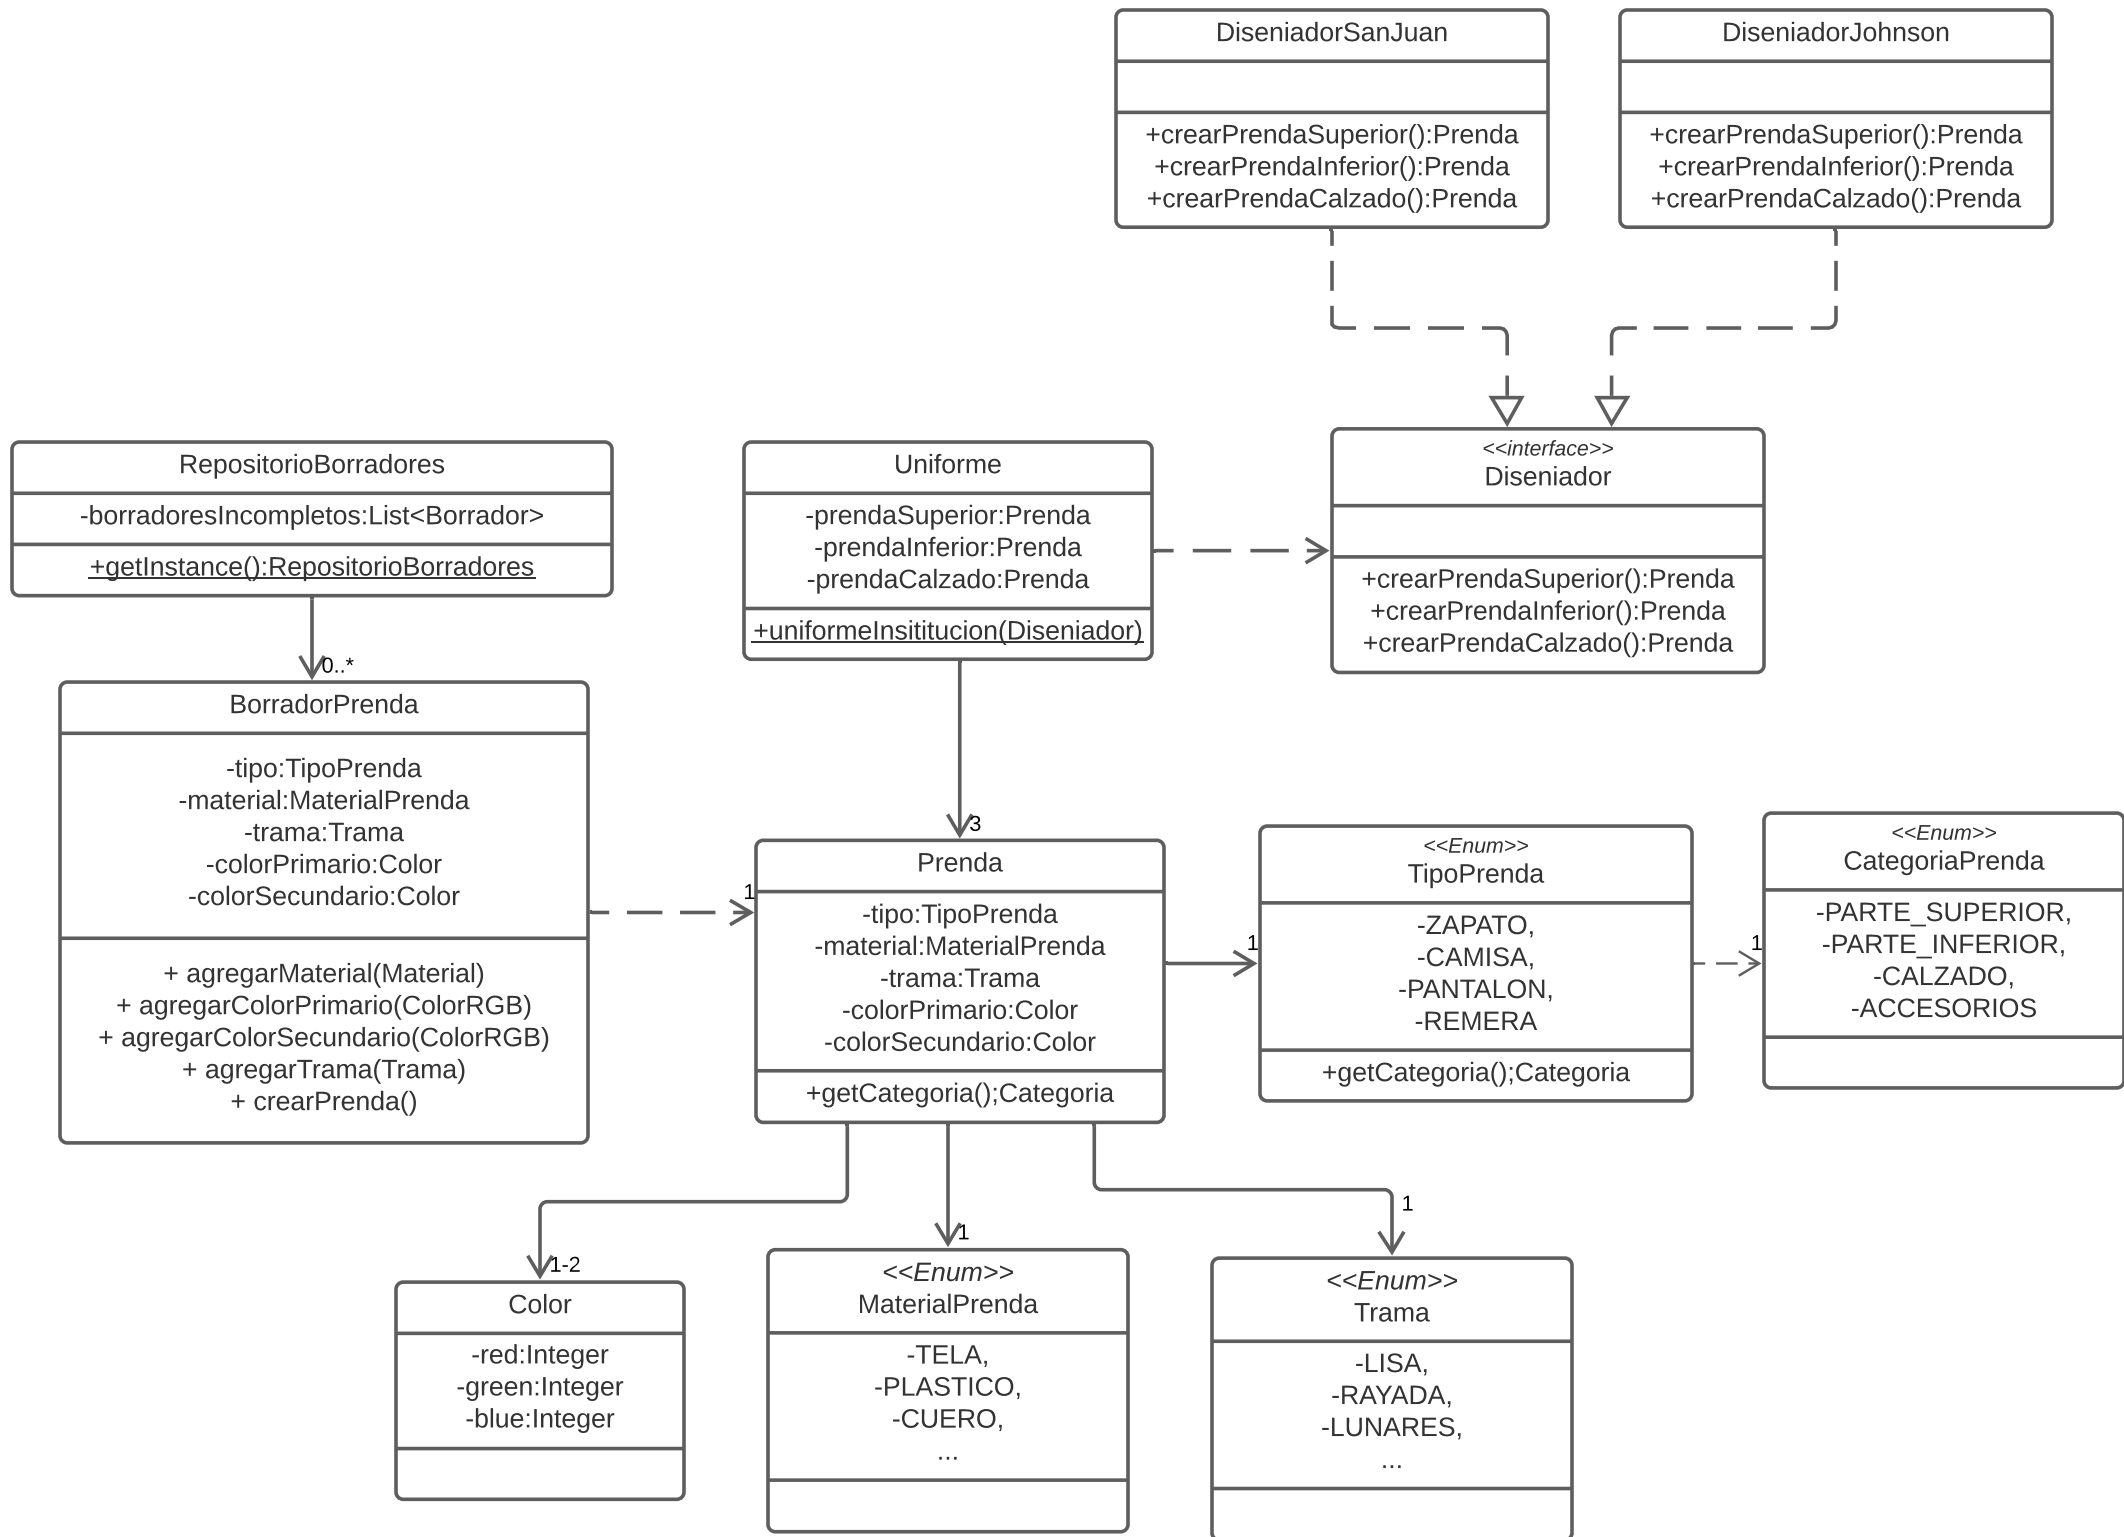 DiseniadorSanJuan
+crearPrendaSuperior():Prenda
+crearPrendaInferior():Prenda
+crearPrendaCalzado():Prenda
DiseniadorJohnson
+crearPrendaSuperior():Prenda
+crearPrendaInferior():Prenda
+crearPrendaCalzado():Prenda
RepositorioBorradores
-borradoresIncompletos:List<Borrador>
+getInstance():RepositorioBorradores
0..*
Uniforme
-prendaSuperior:Prenda
-prendaInferior:Prenda
-prendaCalzado:Prenda
+uniformeInsititucion(Diseniador)
3
<<interface>>
Diseniador
+crearPrendaSuperior():Prenda
+crearPrendaInferior():Prenda
+crearPrendaCalzado():Prenda
BorradorPrenda
-tipo:TipoPrenda
-material:MaterialPrenda
-trama:Trama
-colorPrimario:Color
-colorSecundario:Color
+ agregarMaterial(Material)
+ agregarColorPrimario(ColorRGB)
+ agregarColorSecundario(ColorRGB)
+ agregarTrama(Trama)
+ crearPrenda()
1
Prenda
-tipo:TipoPrenda
-material:MaterialPrenda
-trama:Trama
-colorPrimario:Color
-colorSecundario:Color
+getCategoria();Categoria
1
<<Enum>>
TipoPrenda
-ZAPATO,
-CAMISA,
-PANTALON,
-REMERA
+getCategoria();Categoria
1
<<Enum>>
CategoriaPrenda
-PARTE_SUPERIOR,
-PARTE_INFERIOR,
-CALZADO,
-ACCESORIOS
1-2
Color
-red:Integer
-green:Integer
-blue:Integer
1
<<Enum>>
MaterialPrenda
-TELA,
-PLASTICO,
-CUERO,
...
1
<<Enum>>
Trama
-LISA,
-RAYADA,
-LUNARES,
...